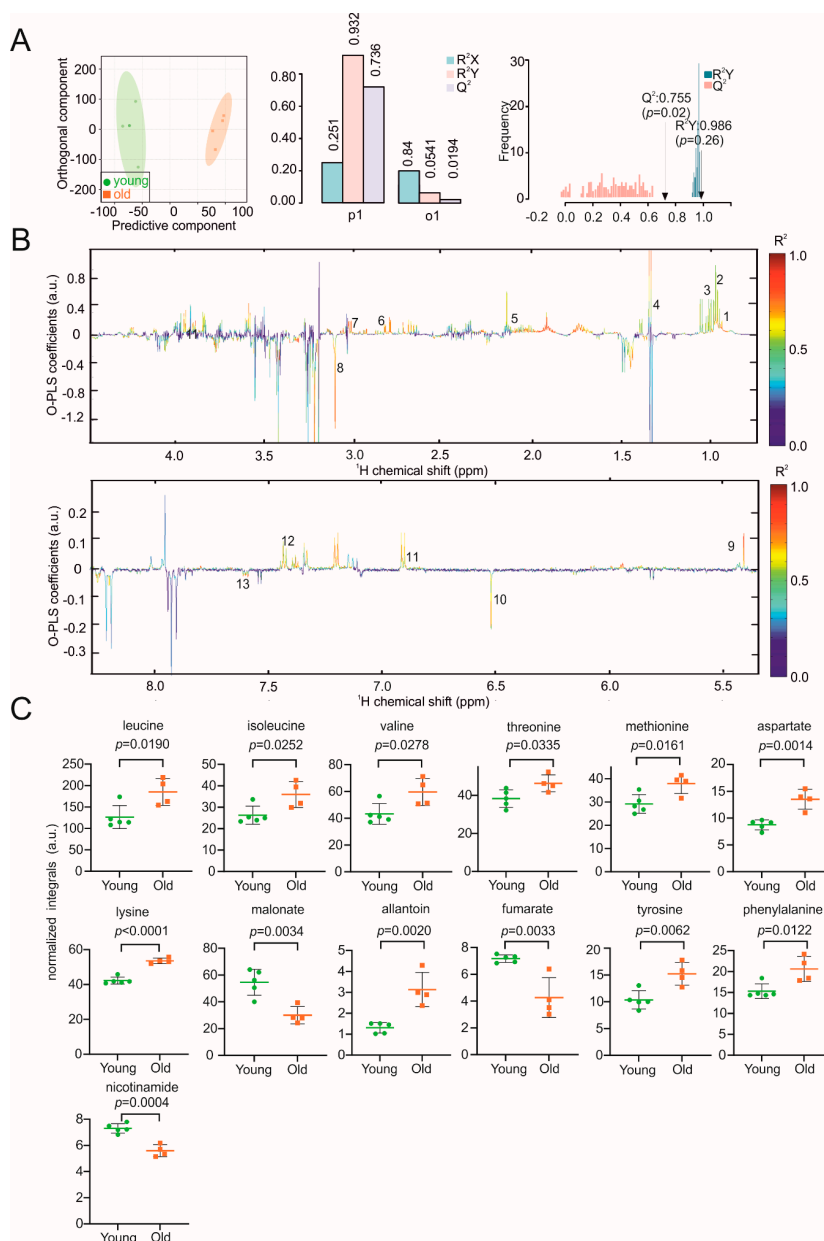 A
Orthogonal component
200
100
0
-100
-200
young
old
-100 -50 0 50 100
Predictive component
0.80
0.60
0.40
0.20
0.00
0.251
0.932
0.736
0.84
0.0541
0.0194
R²X
R²Y
Q²
p1 o1
Frequency
30
20
10
0
R²Y
Q²
Q²:0.755
(p=0.02)
R²Y:0.986
(p=0.26)
-0.2 0.0 0.2 0.4 0.6 0.8 1.0
B
O-PLS coefficients (a.u.)
0.8
0.4
0
-0.4
-0.8
-1.2
8 7 6 5 4 3 2 1
4.0 3.5 3.0 2.5 2.0 1.5 1.0
¹H chemical shift (ppm)
R²
1.0
0.5
0.0
O-PLS coefficients (a.u.)
0.2
0.1
0
-0.1
-0.2
-0.3
13 12 11 10 9
8.0 7.5 7.0 6.5 6.0 5.5
¹H chemical shift (ppm)
R²
1.0
0.5
0.0
C
normalized integrals (a.u.)
leucine
p=0.0190
250
200
150
100
50
0
Young Old
isoleucine
p=0.0252
50
40
30
20
10
0
Young Old
valine
p=0.0278
80
60
40
20
0
Young Old
threonine
p=0.0335
40
20
0
Young Old
methionine
p=0.0161
40
30
20
10
0
Young Old
aspartate
p=0.0014
20
15
10
5
0
Young Old
lysine
p<0.0001
60
40
20
0
Young Old
malonate
p=0.0034
80
60
40
20
0
Young Old
allantoin
p=0.0020
5
4
3
2
1
0
Young Old
fumarate
p=0.0033
8
6
4
2
0
Young Old
tyrosine
p=0.0062
20
15
10
5
0
Young Old
phenylalanine
p=0.0122
25
20
15
10
5
0
Young Old
nicotinamide
p=0.0004
8
6
4
2
0
Young Old